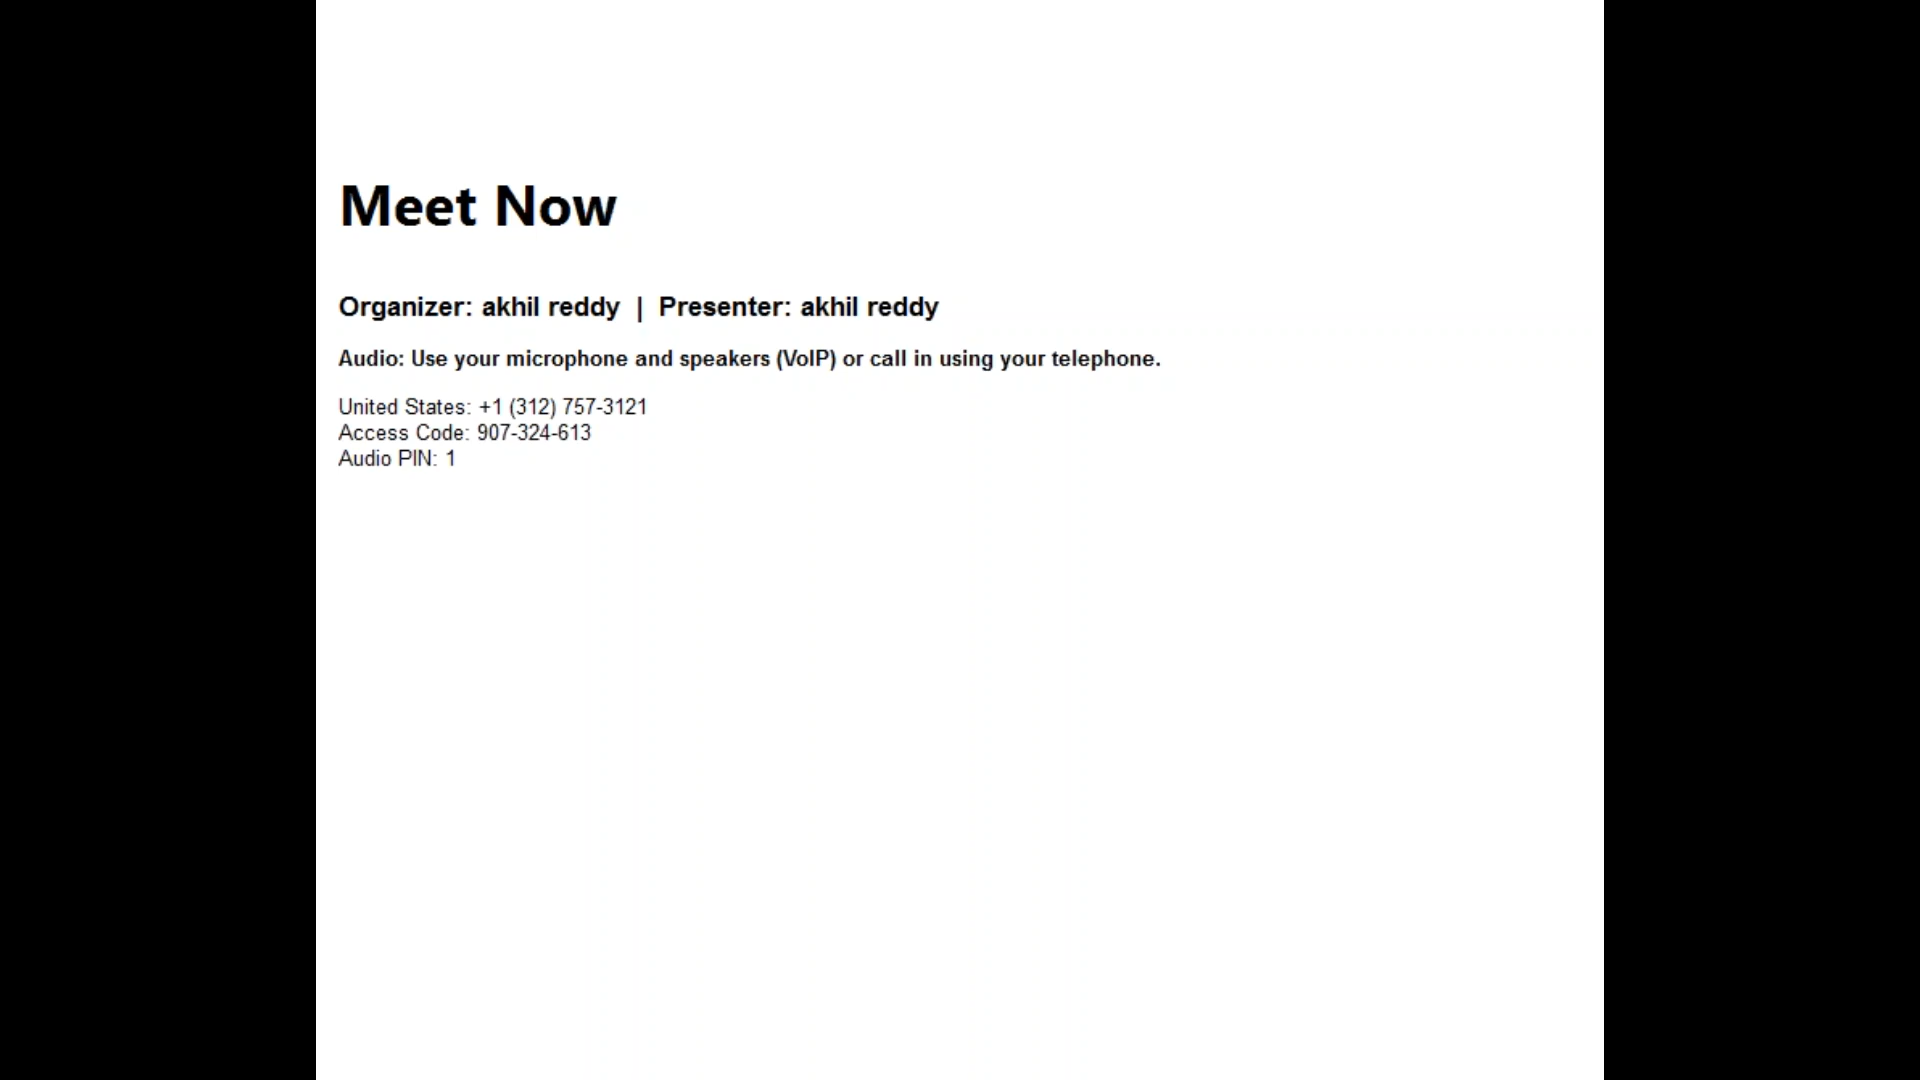 Meet Now
Organizer: akhil reddy | Presenter: akhil reddy
Audio: Use your microphone and speakers (VoIP) or call in using your telephone.
United States: +1 (312) 757-3121
Access Code: 907-324-613
Audio PIN: 1